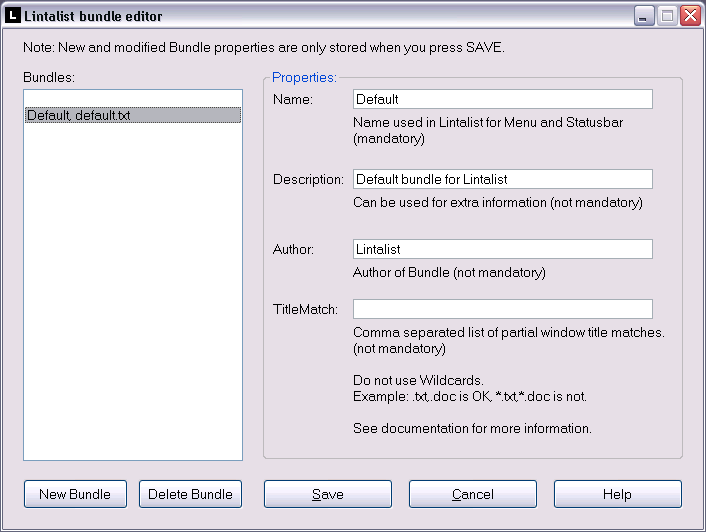 L Lintalist bundle editor
Note: New and modified Bundle properties are only stored when you press SAVE.
Bundles:
Default, default.txt
Properties:
Name: Default
Name used in Lintalist for Menu and Statusbar
(mandatory)
Description: Default bundle for Lintalist
Can be used for extra information (not mandatory)
Author: Lintalist
Author of Bundle (not mandatory)
TitleMatch:
Comma separated list of partial window title matches.
(not mandatory)
Do not use Wildcards.
Example: .txt,.doc is OK, *.txt,*.doc is not.
See documentation for more information.
New Bundle Delete Bundle Save Cancel Help